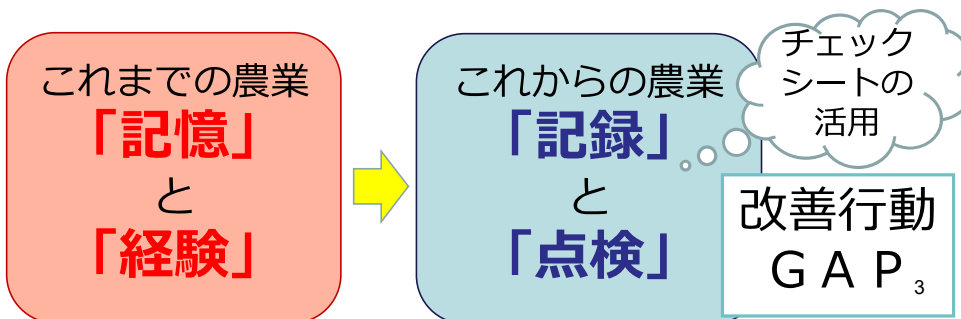 これまでの農業
「記憶」
と
「経験」
これからの農業
「記録」
と
「点検」
チェック
シートの
活用
改善行動
ＧＡＰ
3